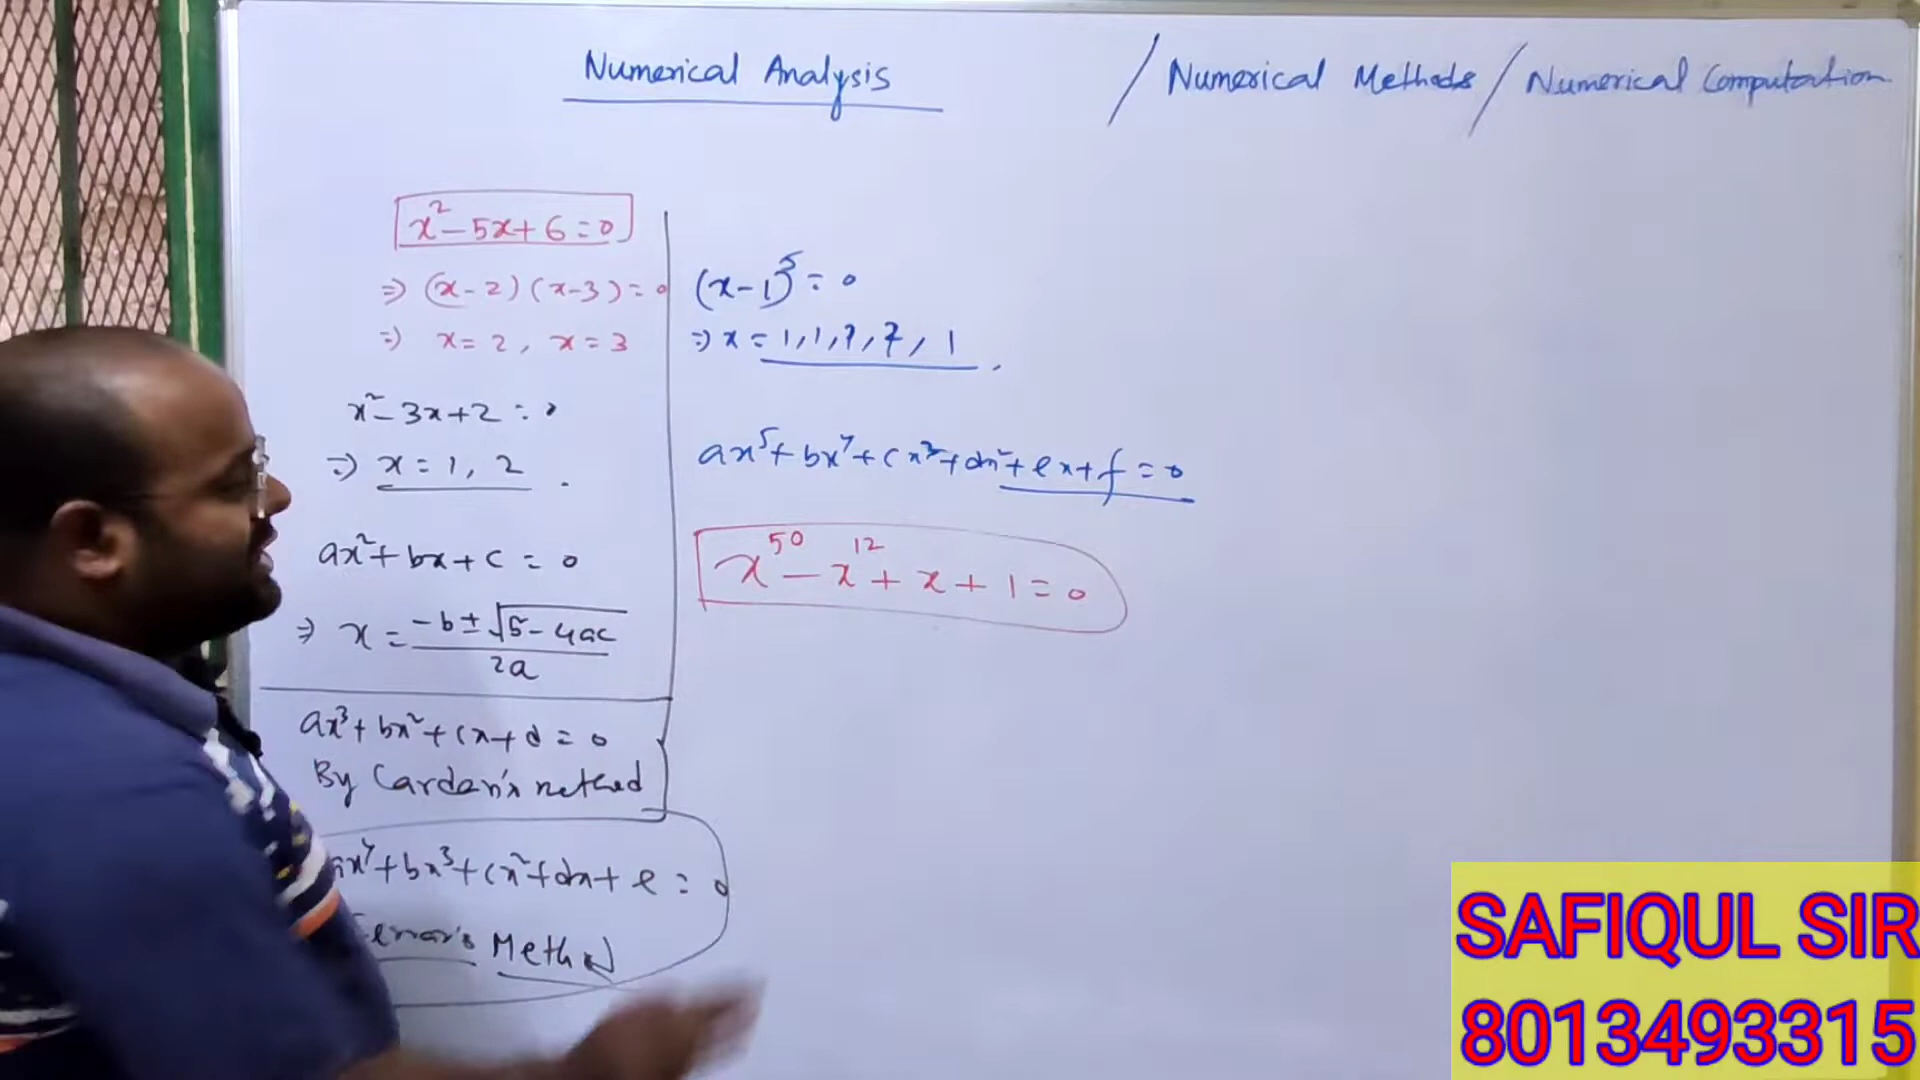 Numerical Analysis / Numerical Methods / Numerical Computation
x² - 5x + 6 = 0
⇒ (x - 2) (x - 3) = 0
⇒ x = 2, x = 3
x² - 3x + 2 = 0
⇒ x = 1, 2 .
ax² + bx + c = 0
⇒ x = (-b ± √b² - 4ac) / 2a
ax³ + bx² + cx + d = 0
By Cardan's method
ax⁴ + bx³ + cx² + dx + e = 0
Method
(x - 1)⁵ = 0
⇒ x = 1, 1, 1, 1, 1 .
ax⁵ + bx⁴ + cx³ + dx² + ex + f = 0
x⁵⁰ - x¹² + x + 1 = 0
SAFIQUL SIR
8013493315